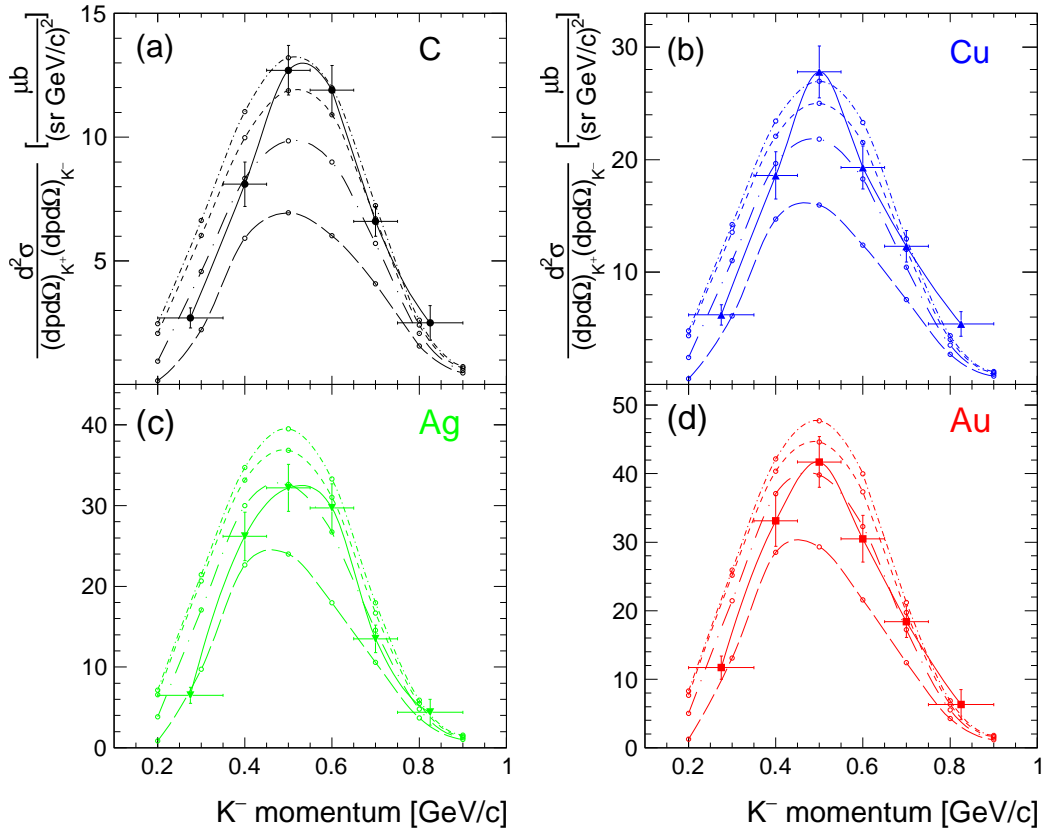 (a)
C
15
10
5
d²σ
(dpdΩ)K⁺(dpdΩ)K⁻
[
μb
(sr GeV/c)²
]
(b)
Cu
30
20
10
0
d²σ
(dpdΩ)K⁺(dpdΩ)K⁻
[
μb
(sr GeV/c)²
]
(c)
Ag
40
30
20
10
0
0.2 0.4 0.6 0.8 1
K⁻ momentum [GeV/c]
(d)
Au
50
40
30
20
10
0
0.2 0.4 0.6 0.8 1
K⁻ momentum [GeV/c]